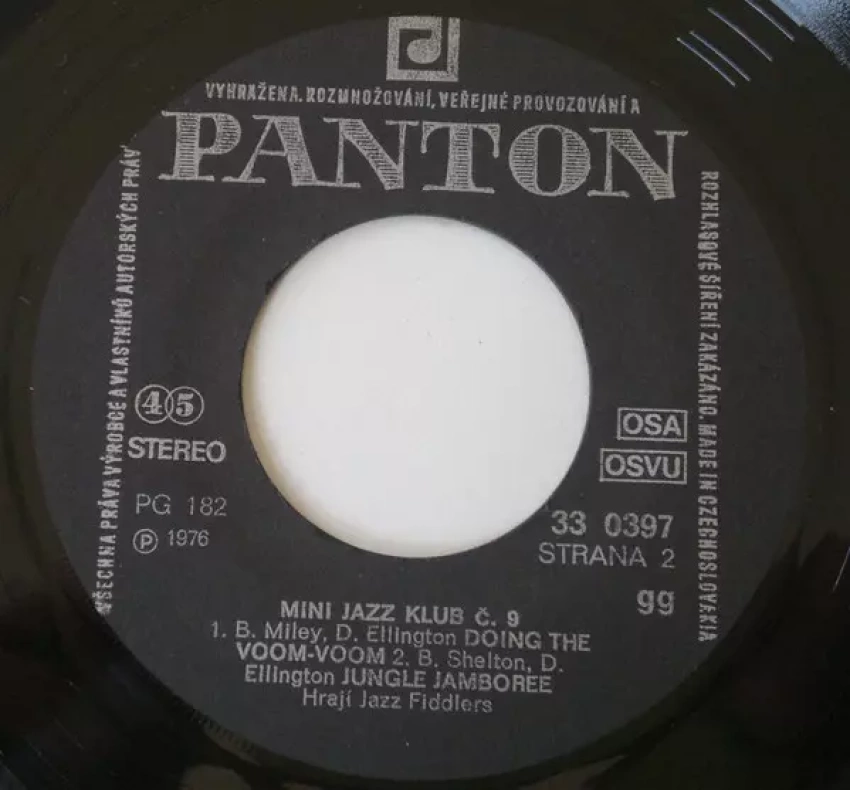 VYHRAŽENA. ROZMNOŽOVÁNÍ, VEŘEJNÉ PROVOZOVÁNÍ A
PANTON
VŠECHNA PRÁVA VÝROBCE A VLASTNÍKŮ AUTORSKÝCH PRÁV
ROZHLASOVÉ ŠÍŘENÍ ZAKÁZÁNO. MADE IN CZECHOSLOVAKIA
45
STEREO
PG 182
Ⓟ 1976
OSA
OSVU
33 0397
STRANA 2
gg
MINI JAZZ KLUB Č. 9
1. B. Miley, D. Ellington DOING THE
VOOM-VOOM 2. B. Shelton, D.
Ellington JUNGLE JAMBOREE
Hrají Jazz Fiddlers